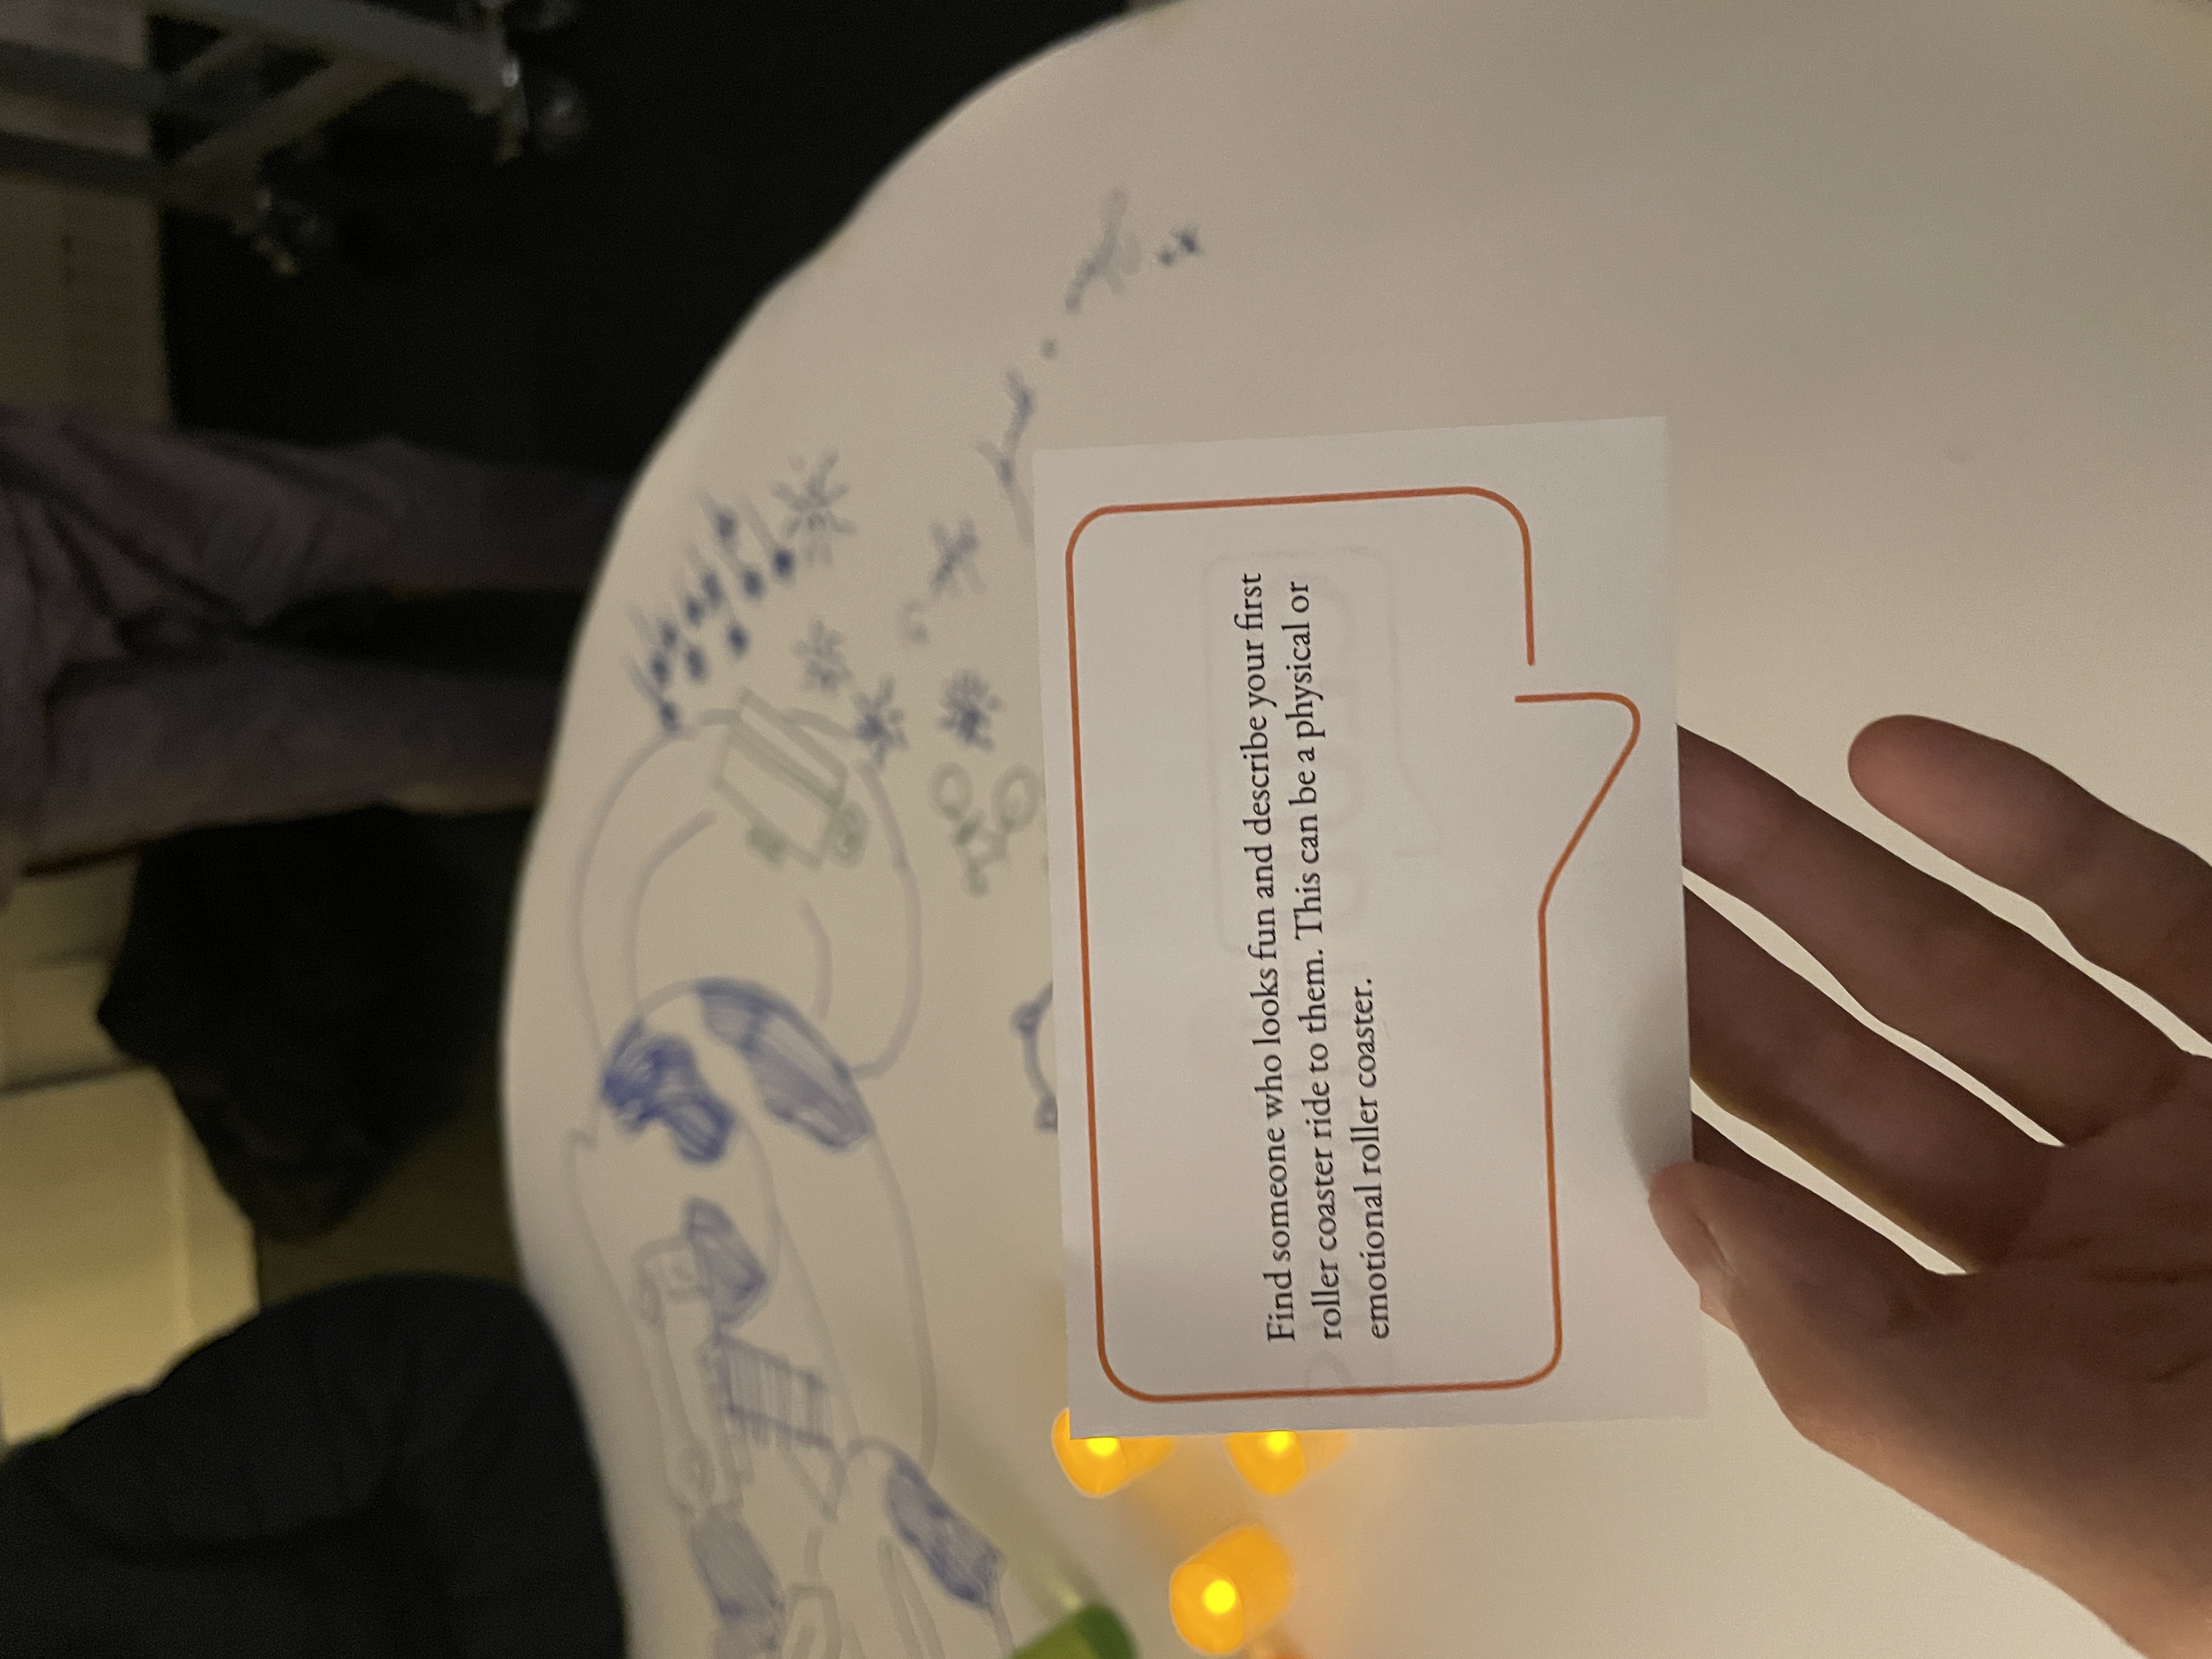 Find someone who looks fun and describe your first
roller coaster ride to them. This can be a physical or
emotional roller coaster.